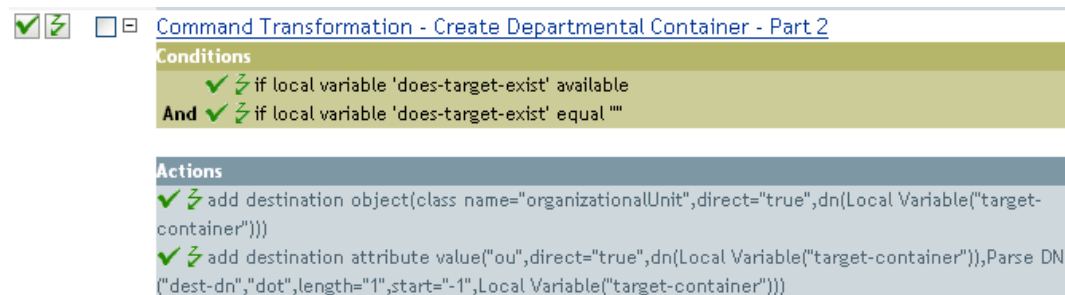 Command Transformation - Create Departmental Container - Part 2
Conditions
if local variable 'does-target-exist' available
And if local variable 'does-target-exist' equal ""
Actions
add destination object(class name="organizationalUnit",direct="true",dn(Local Variable("target-
container")))
add destination attribute value("ou",direct="true",dn(Local Variable("target-container")),Parse DN
("dest-dn","dot",length="1",start="-1",Local Variable("target-container")))